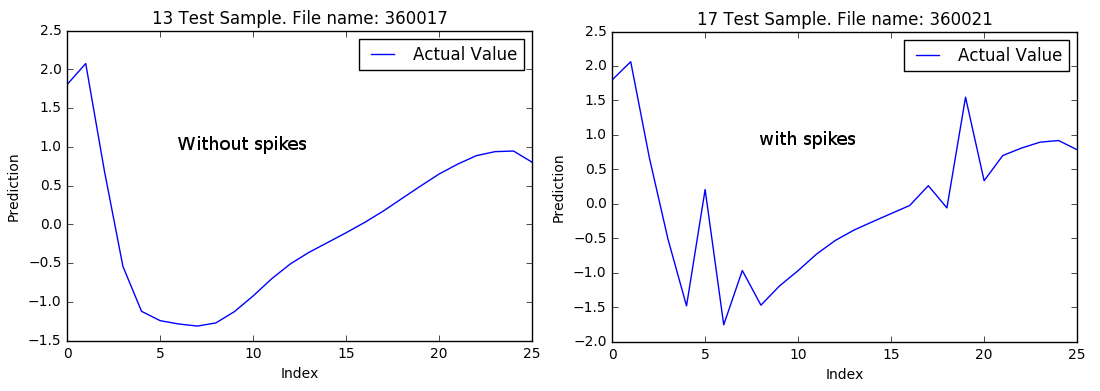 13 Test Sample. File name: 360017
2.5
2.0
1.5
1.0
0.5
0.0
−0.5
−1.0
−1.5
Prediction
Actual Value
Without spikes
0 5 10 15 20 25
Index
17 Test Sample. File name: 360021
2.5
2.0
1.5
1.0
0.5
0.0
−0.5
−1.0
−1.5
−2.0
Prediction
Actual Value
with spikes
0 5 10 15 20 25
Index